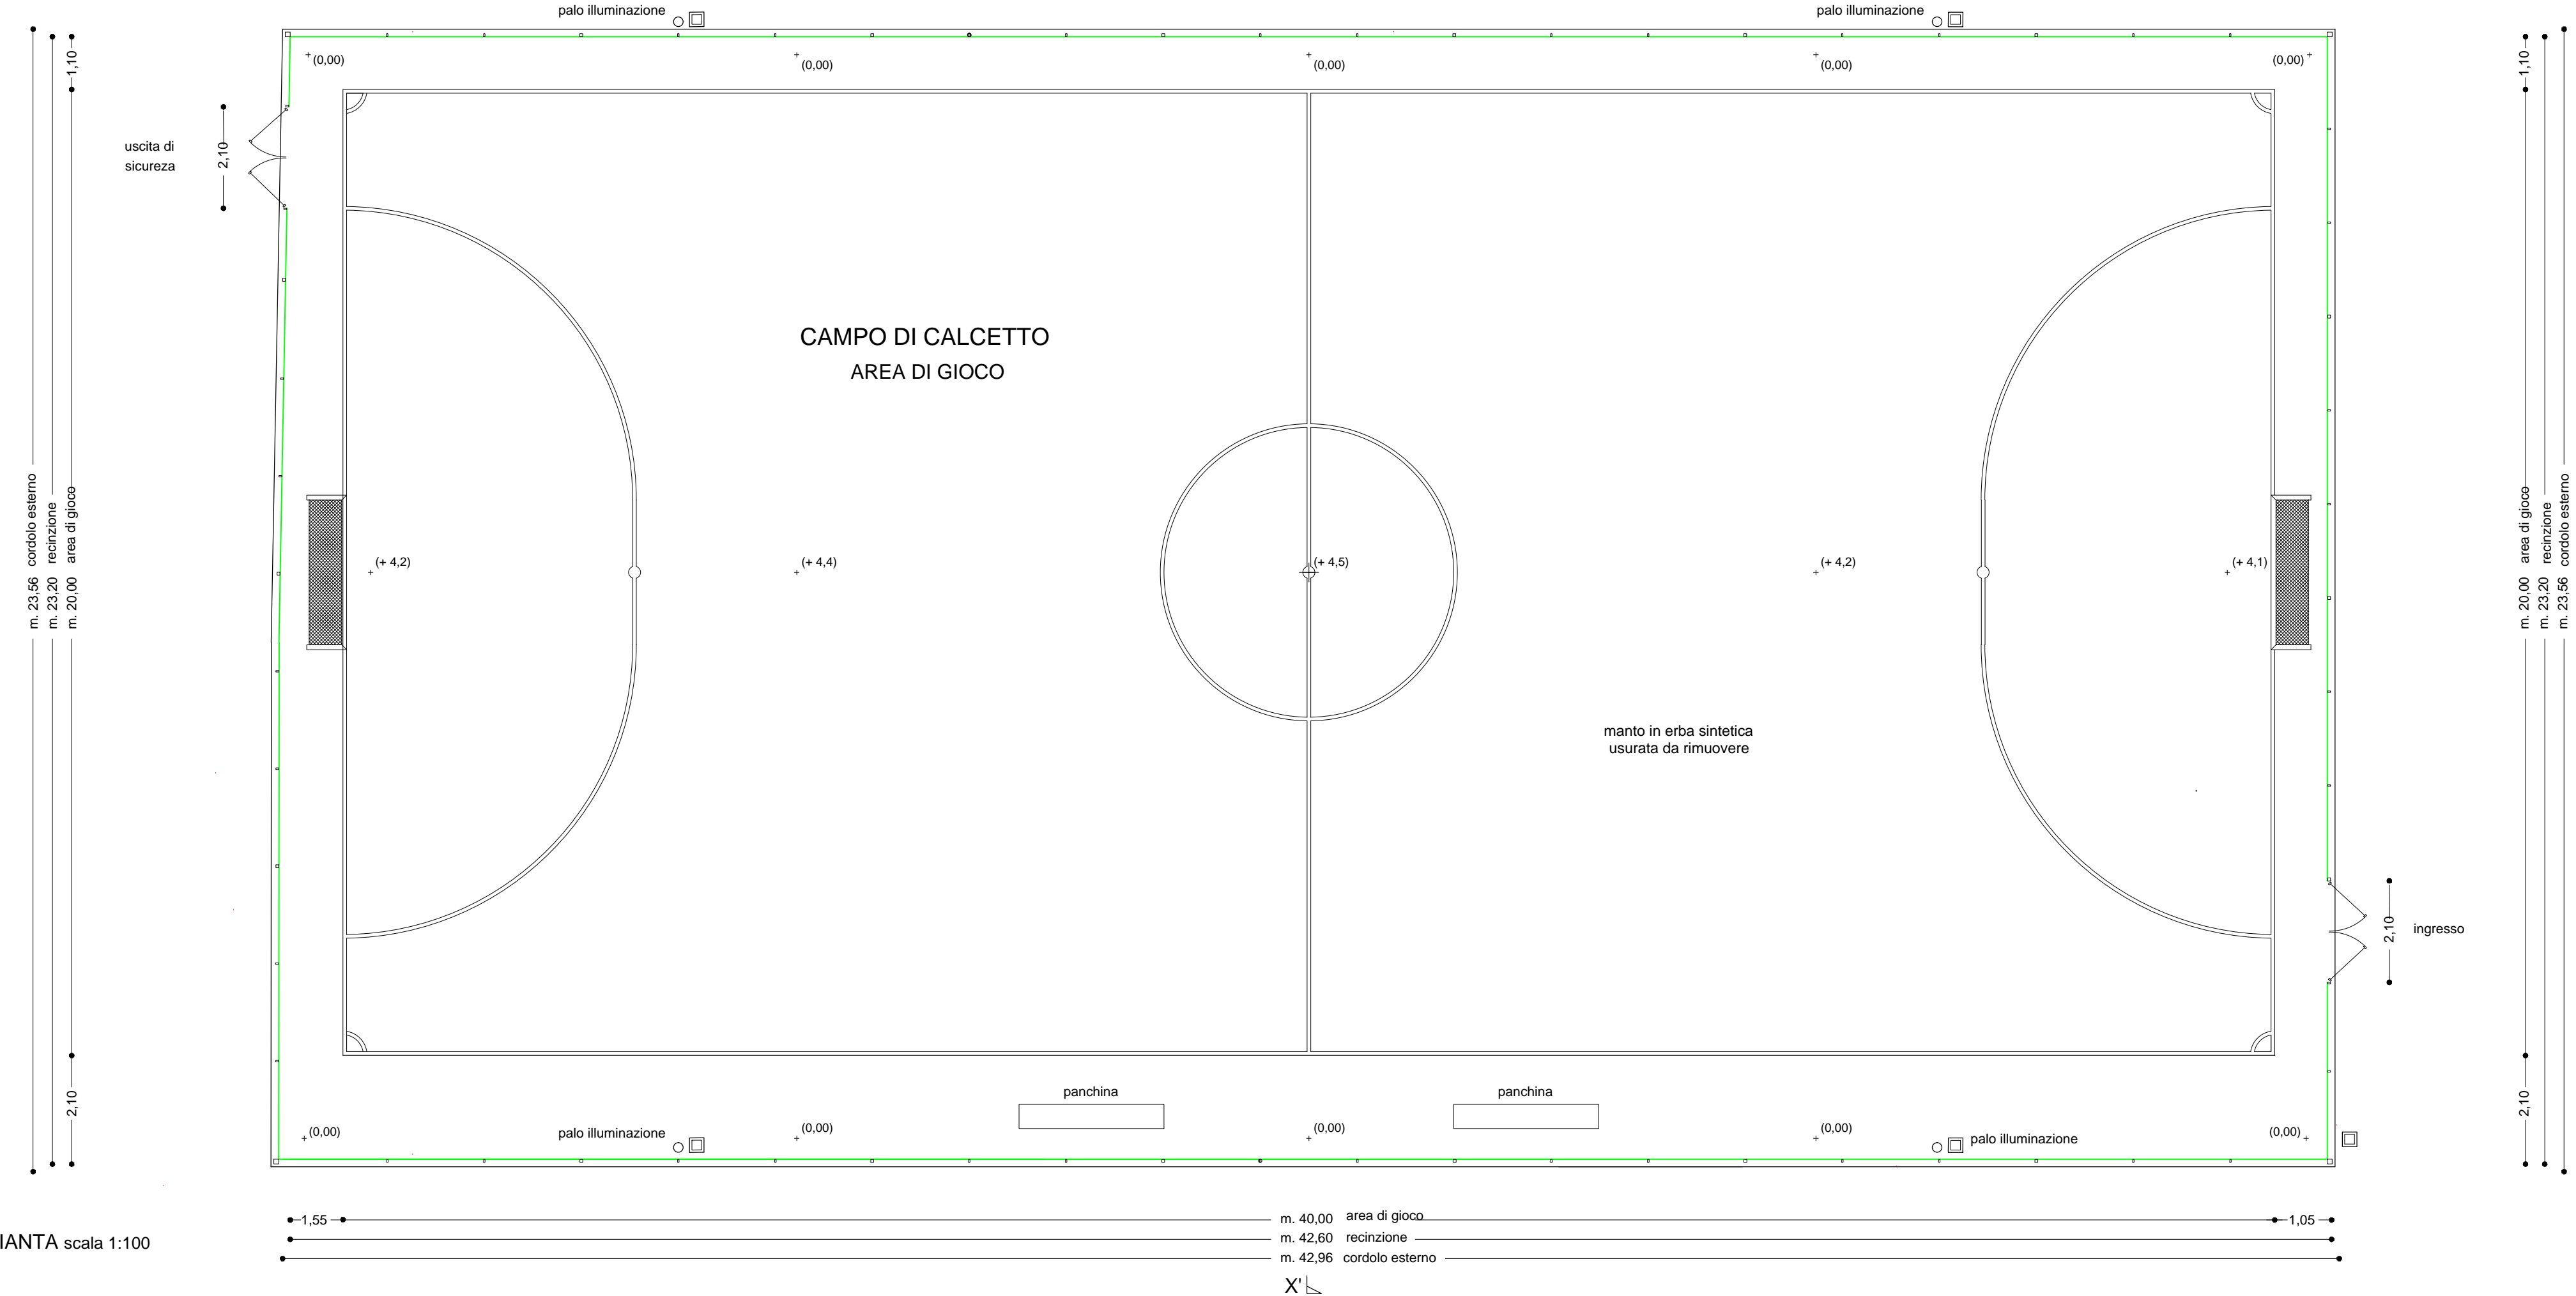 palo illuminazione
palo illuminazione
(0,00)
(0,00)
(0,00)
(0,00)
(0,00)
1,10
1,10
uscita di
sicureza
2,10
CAMPO DI CALCETTO
AREA DI GIOCO
m. 23,56 cordolo esterno
m. 23,20 recinzione
m. 20,00 area di gioco
(+ 4,2)
(+ 4,4)
(+ 4,5)
(+ 4,2)
(+ 4,1)
m. 20,00 area di gioco
m. 23,20 recinzione
m. 23,56 cordolo esterno
manto in erba sintetica
usurata da rimuovere
2,10
ingresso
2,10
panchina
panchina
2,10
(0,00)
palo illuminazione
(0,00)
(0,00)
(0,00)
palo illuminazione
(0,00)
1,55
m. 40,00 area di gioco
1,05
m. 42,60 recinzione
m. 42,96 cordolo esterno
IANTA scala 1:100
X'